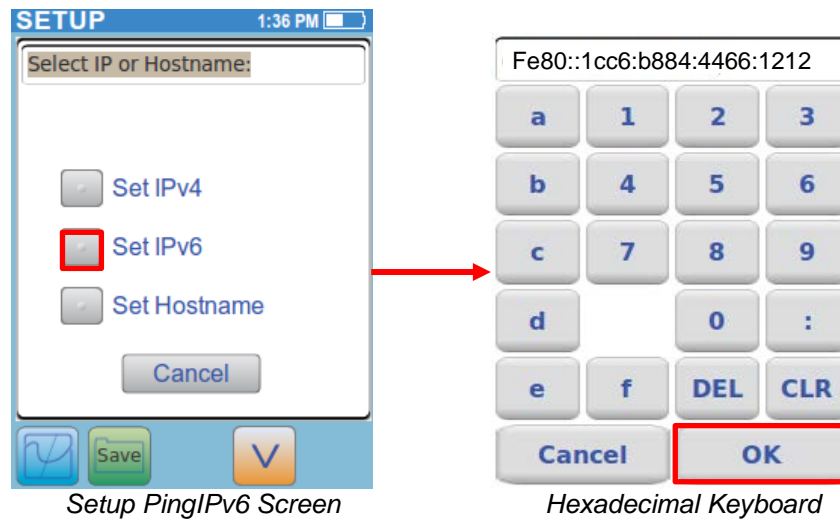 SETUP 1:36 PM
Select IP or Hostname:
Set IPv4
Set IPv6
Set Hostname
Cancel
Save V
Setup PingIPv6 Screen
Fe80::1cc6:b884:4466:1212
a 1 2 3
b 4 5 6
c 7 8 9
d 0 :
e f DEL CLR
Cancel OK
Hexadecimal Keyboard